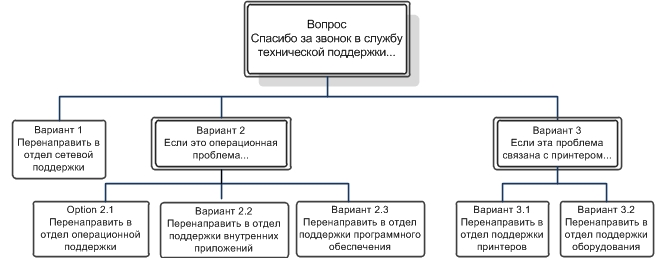 Вопрос
Спасибо за звонок в службу
технической поддержки...
Вариант 1
Перенаправить в
отдел сетевой
поддержки
Вариант 2
Если это операционная
проблема...
Вариант 3
Если эта проблема
связана с принтером...
Option 2.1
Перенаправить в
отдел операционной
поддержки
Вариант 2.2
Перенаправить в отдел
поддержки внутренних
приложений
Вариант 2.3
Перенаправить в отдел
поддержки программного
обеспечения
Вариант 3.1
Перенаправить в
отдел поддержки
принтеров
Вариант 3.2
Перенаправить в
отдел поддержки
оборудования